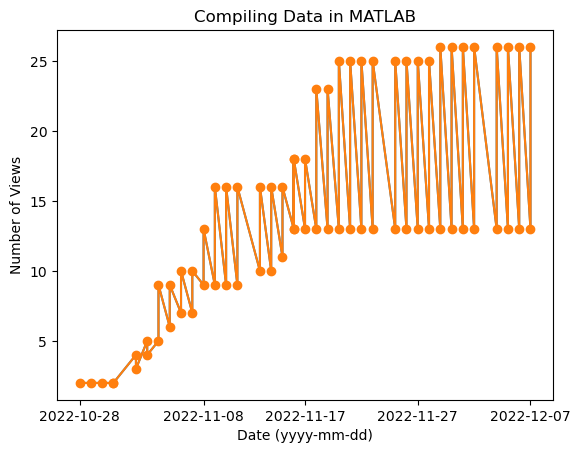 Compiling Data in MATLAB
Number of Views
25
20
15
10
5
2022-10-28 2022-11-08 2022-11-17 2022-11-27 2022-12-07
Date (yyyy-mm-dd)